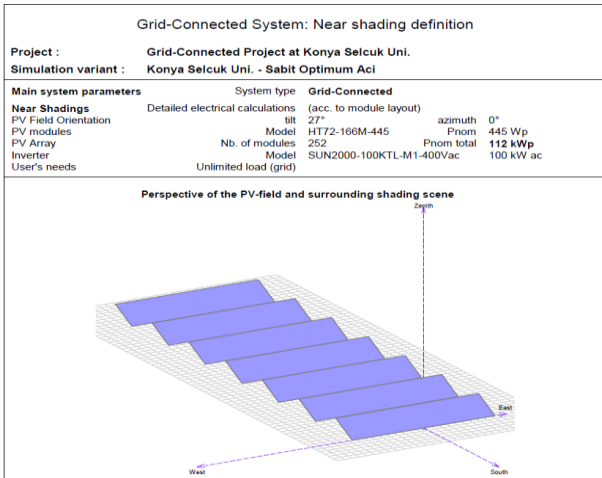 Grid-Connected System: Near shading definition
Project : Grid-Connected Project at Konya Selcuk Uni.
Simulation variant : Konya Selcuk Uni. - Sabit Optimum Aci
Main system parameters System type Grid-Connected
Near Shadings Detailed electrical calculations (acc. to module layout)
PV Field Orientation tilt 27° azimuth 0°
PV modules Model HT72-166M-445 Pnom 445 Wp
PV Array Nb. of modules 252 Pnom total 112 kWp
Inverter Model SUN2000-100KTL-M1-400Vac 100 kW ac
User's needs Unlimited load (grid)
Perspective of the PV-field and surrounding shading scene
Zenith
East
West
South